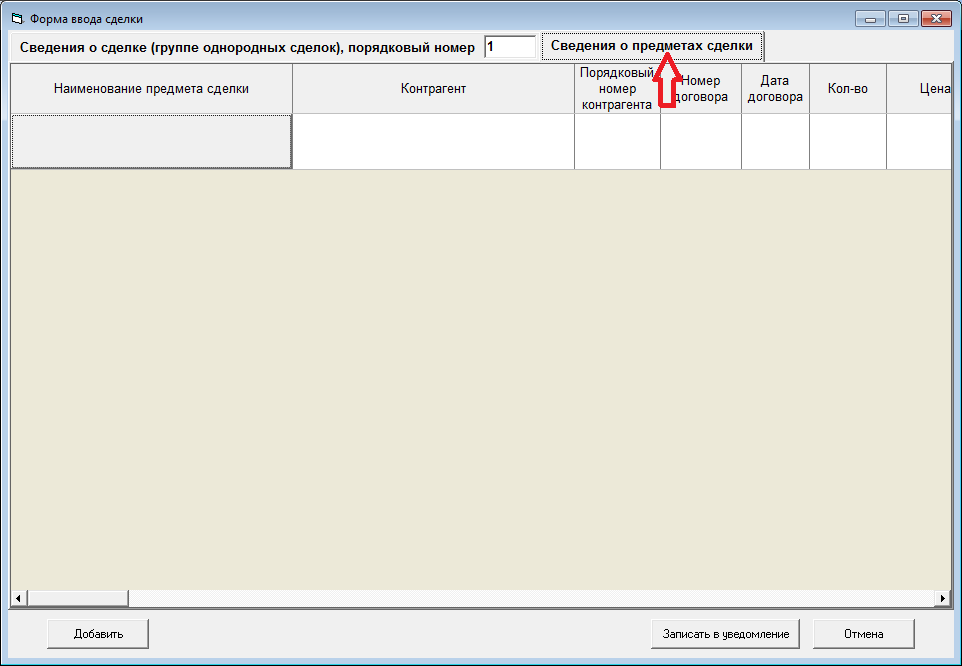 Форма ввода сделки
Сведения о сделке (группе однородных сделок), порядковый номер 1 Сведения о предметах сделки
Наименование предмета сделки
Контрагент
Порядковый
номер
контрагента
Номер
договора
Дата
договора
Кол-во
Цена
Добавить
Записать в уведомление
Отмена